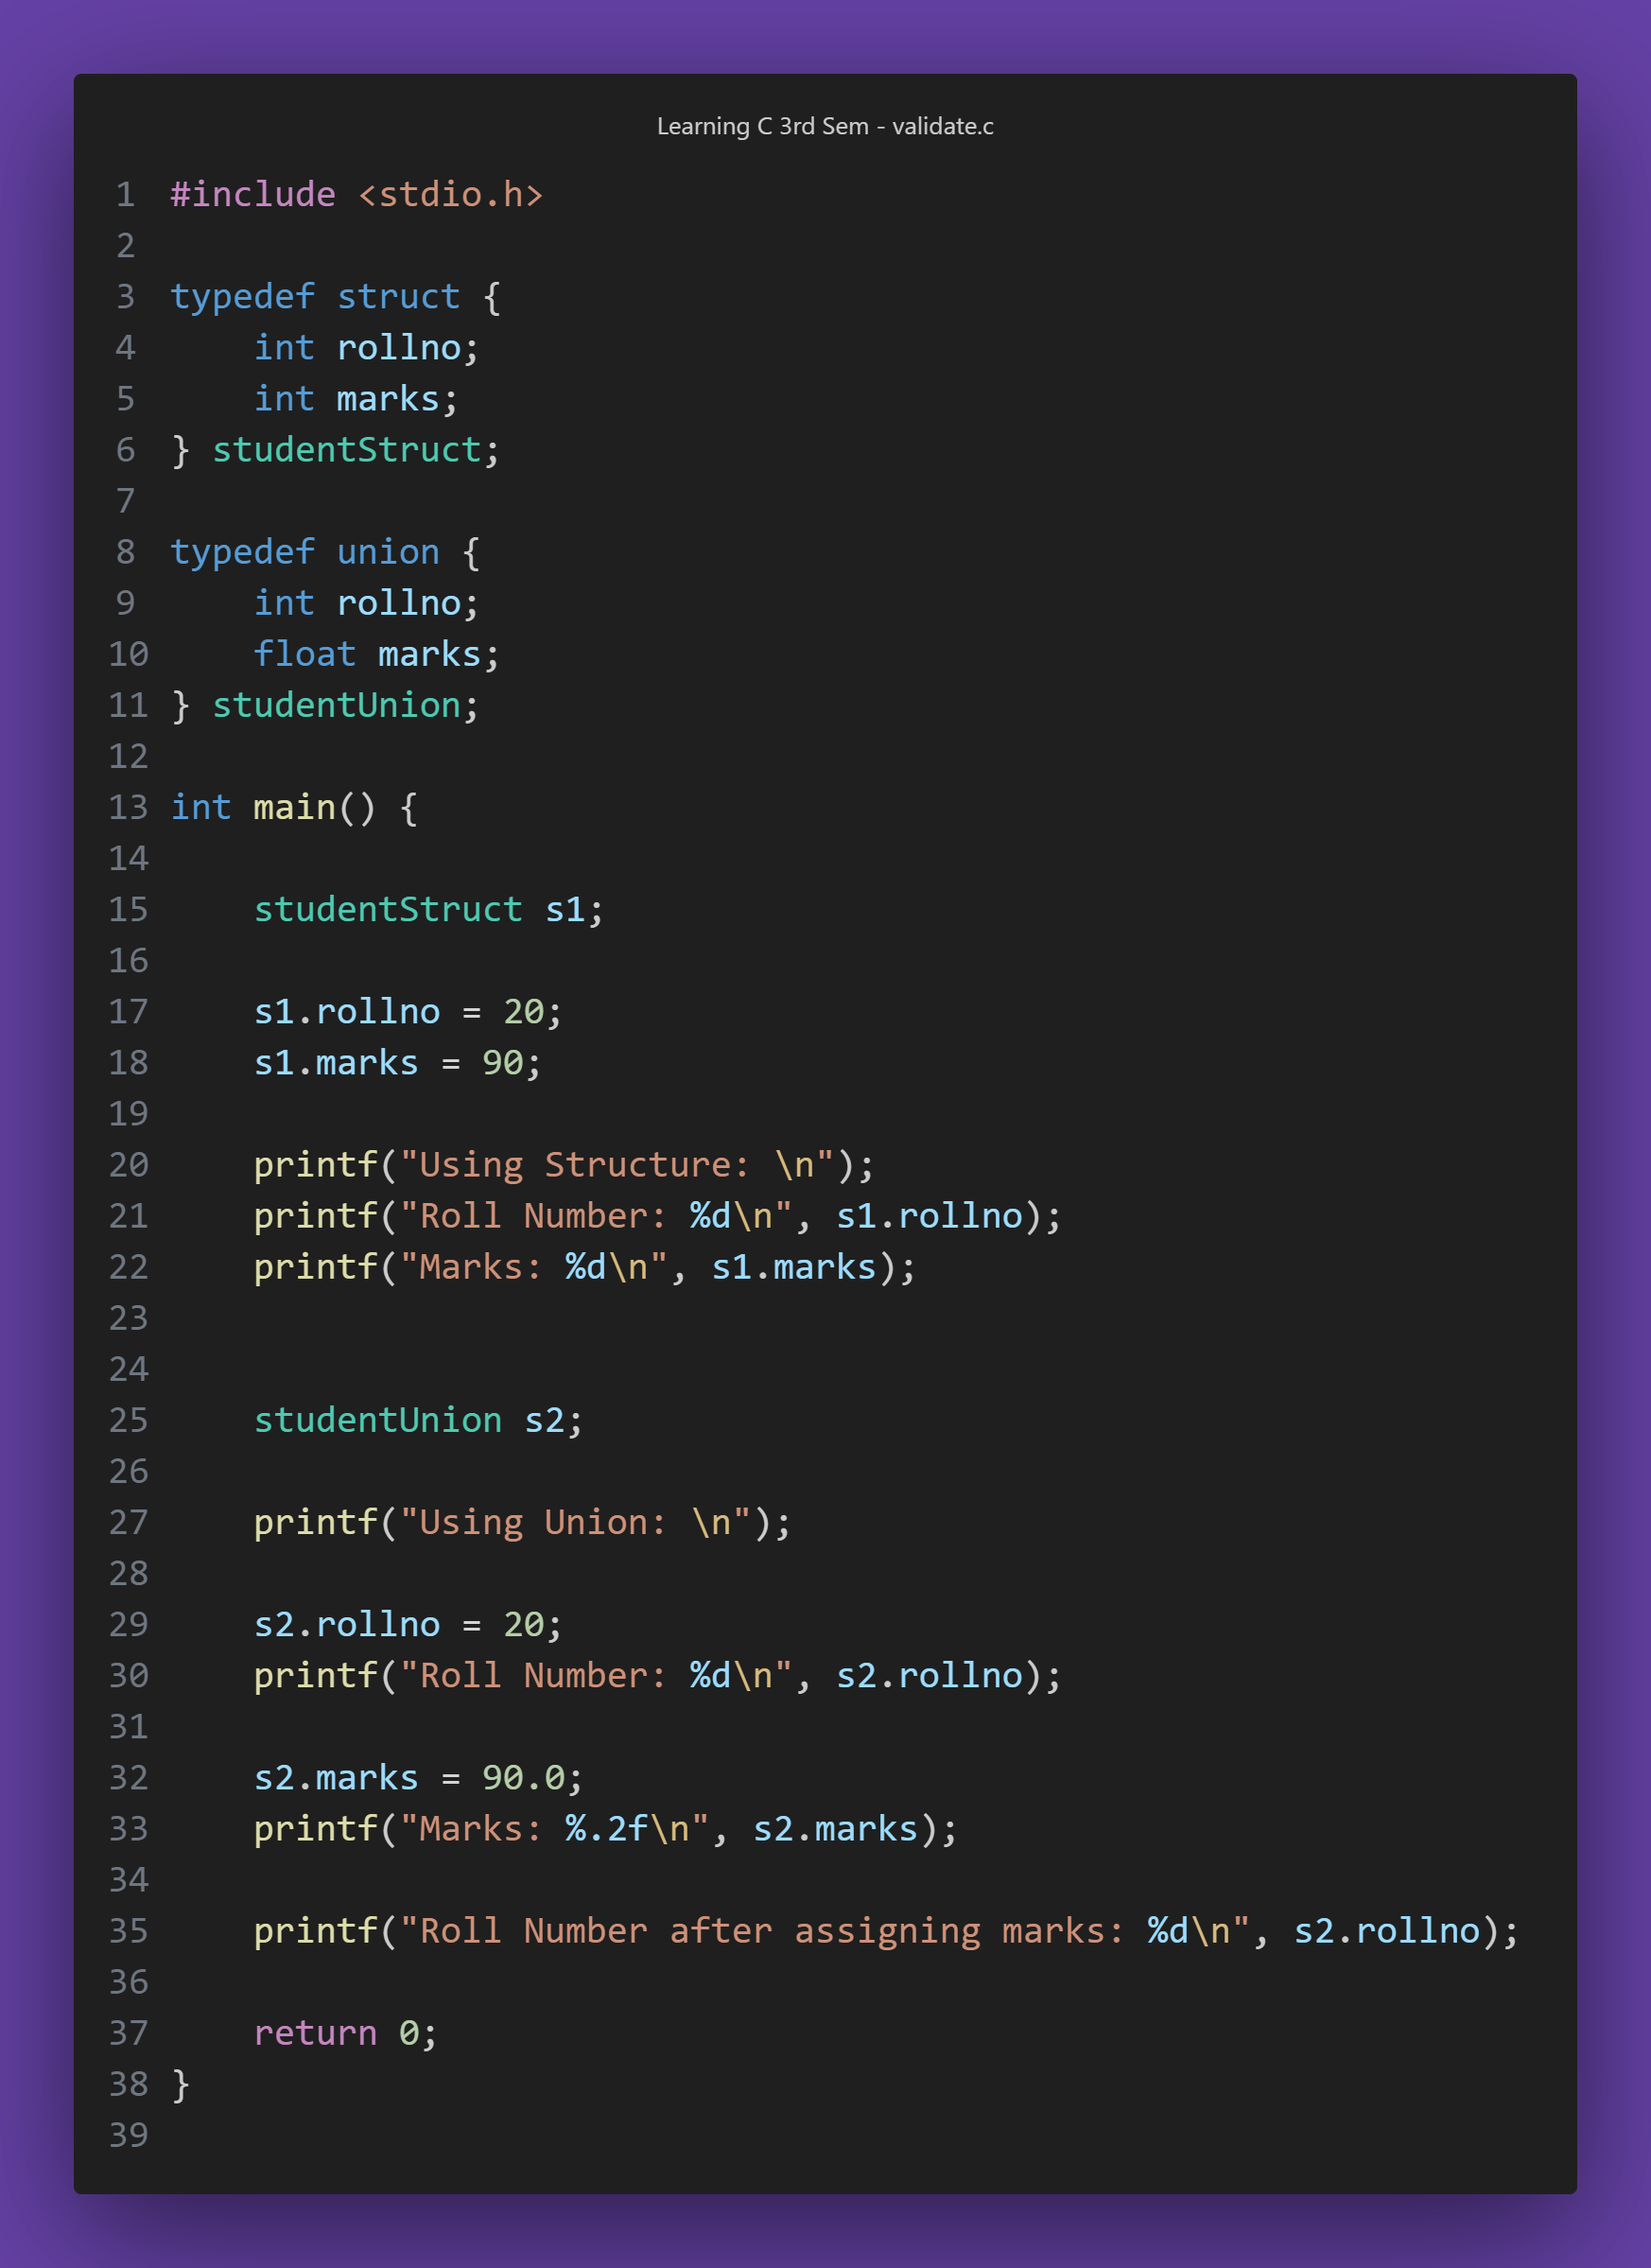 Learning C 3rd Sem - validate.c
1 #include <stdio.h>
2
3 typedef struct {
4     int rollno;
5     int marks;
6 } studentStruct;
7
8 typedef union {
9     int rollno;
10     float marks;
11 } studentUnion;
12
13 int main() {
14
15     studentStruct s1;
16
17     s1.rollno = 20;
18     s1.marks = 90;
19
20     printf("Using Structure: \n");
21     printf("Roll Number: %d\n", s1.rollno);
22     printf("Marks: %d\n", s1.marks);
23
24
25     studentUnion s2;
26
27     printf("Using Union: \n");
28
29     s2.rollno = 20;
30     printf("Roll Number: %d\n", s2.rollno);
31
32     s2.marks = 90.0;
33     printf("Marks: %.2f\n", s2.marks);
34
35     printf("Roll Number after assigning marks: %d\n", s2.rollno);
36
37     return 0;
38 }
39